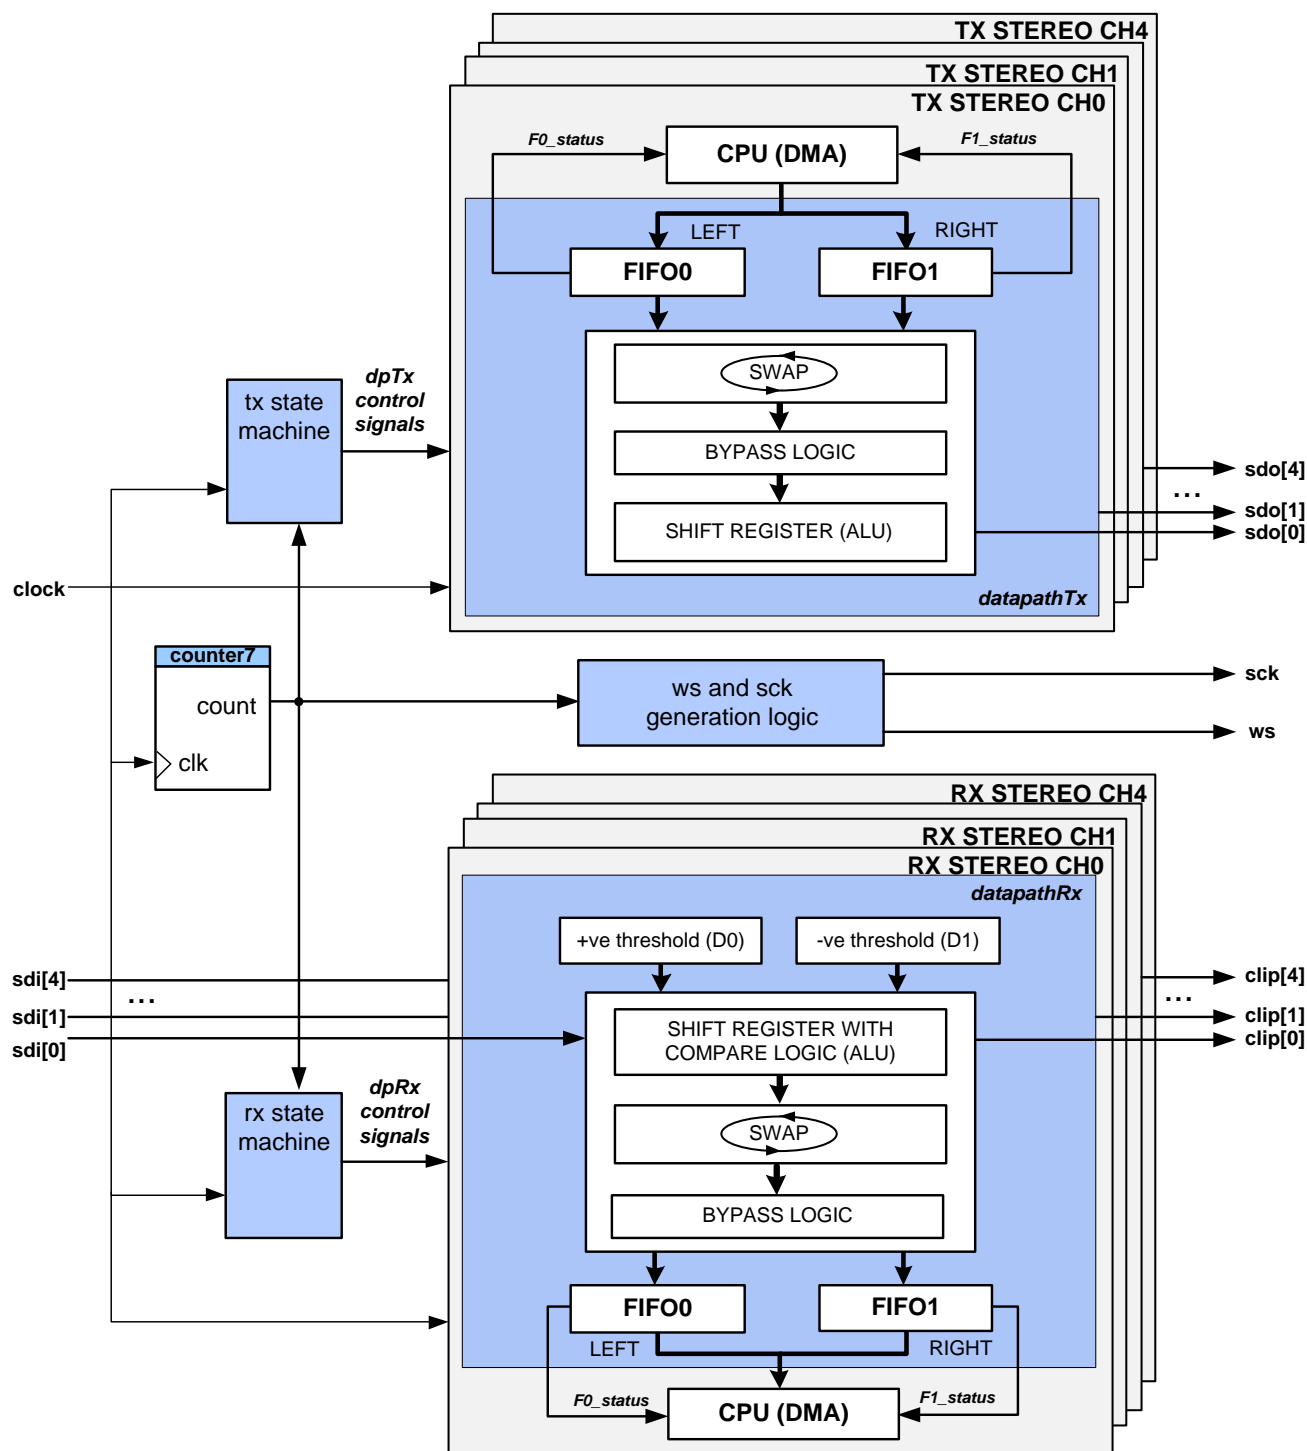 TX STEREO CH4
TX STEREO CH1
TX STEREO CH0
F0_status
CPU (DMA)
F1_status
LEFT
RIGHT
FIFO0
FIFO1
SWAP
BYPASS LOGIC
SHIFT REGISTER (ALU)
datapathTx
tx state
machine
dpTx
control
signals
sdo[4]
...
sdo[1]
sdo[0]
clock
counter7
count
clk
ws and sck
generation logic
sck
ws
RX STEREO CH4
RX STEREO CH1
RX STEREO CH0
datapathRx
+ve threshold (D0)
-ve threshold (D1)
sdi[4]
...
sdi[1]
sdi[0]
SHIFT REGISTER WITH
COMPARE LOGIC (ALU)
clip[4]
...
clip[1]
clip[0]
rx state
machine
dpRx
control
signals
SWAP
BYPASS LOGIC
FIFO0
FIFO1
LEFT
RIGHT
F0_status
CPU (DMA)
F1_status